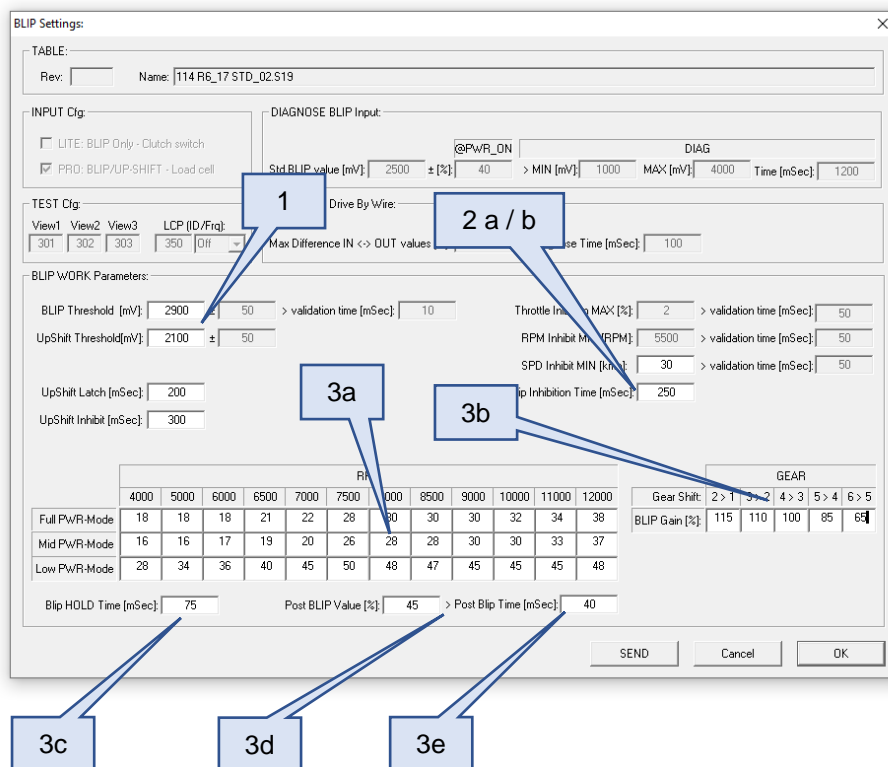 BLIP Settings:
TABLE:
Rev: Name: 114 R6_17 STD_02.S19
INPUT Cfg:
LITE: BLIP Only - Clutch switch
PRO: BLIP/UP-SHIFT - Load cell
DIAGNOSE BLIP Input:
@PWR_ON DIAG
Std BLIP value [mV]: 2500 ± [%]: 40 > MIN [mV]: 1000 MAX [mV]: 4000 Time [mSec]: 1200
TEST Cfg:
View1 View2 View3 LCP (ID/Frq):
301 302 303 350 Off
Drive By Wire:
Max Difference IN <-> OUT values Time [mSec]: 100
1
2 a / b
BLIP WORK Parameters:
BLIP Threshold [mV]: 2900 ± 50 > validation time [mSec]: 10
UpShift Threshold[mV]: 2100 ± 50
UpShift Latch [mSec]: 200
UpShift Inhibit [mSec]: 300
Throttle MAX [%]: 2 > validation time [mSec]: 50
RPM Inhibit [RPM]: 5500 > validation time [mSec]: 50
SPD Inhibit MIN 30 > validation time [mSec]: 50
Inhibition Time [mSec]: 250
3a
3b
4000 5000 6000 6500 7000 7500 8500 9000 10000 11000 12000
Full PWR-Mode 18 18 18 21 22 28 30 30 30 32 34 38
Mid PWR-Mode 16 16 17 19 20 26 28 28 30 30 33 37
Low PWR-Mode 28 34 36 40 45 50 48 47 45 45 45 48
GEAR
Gear Shift: 2 > 1 3 > 2 4 > 3 5 > 4 6 > 5
BLIP Gain [%]: 115 110 100 85 65
Blip HOLD Time [mSec]: 75 Post BLIP Value [%]: 45 > Post Blip Time [mSec]: 40
SEND Cancel OK
3c
3d
3e